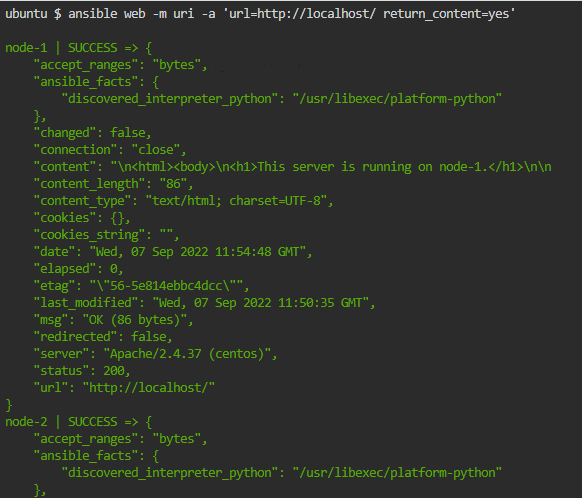 ubuntu $ ansible web -m uri -a 'url=http://localhost/ return_content=yes'
node-1 | SUCCESS => {
    "accept_ranges": "bytes",
    "ansible_facts": {
        "discovered_interpreter_python": "/usr/libexec/platform-python"
    },
    "changed": false,
    "connection": "close",
    "content": "\n<html><body>\n<h1>This server is running on node-1.</h1>\n\n
    "content_length": "86",
    "content_type": "text/html; charset=UTF-8",
    "cookies": {},
    "cookies_string": "",
    "date": "Wed, 07 Sep 2022 11:54:48 GMT",
    "elapsed": 0,
    "etag": "\"56-5e814ebbc4dcc\"",
    "last_modified": "Wed, 07 Sep 2022 11:50:35 GMT",
    "msg": "OK (86 bytes)",
    "redirected": false,
    "server": "Apache/2.4.37 (centos)",
    "status": 200,
    "url": "http://localhost/"
}
node-2 | SUCCESS => {
    "accept_ranges": "bytes",
    "ansible_facts": {
        "discovered_interpreter_python": "/usr/libexec/platform-python"
    },